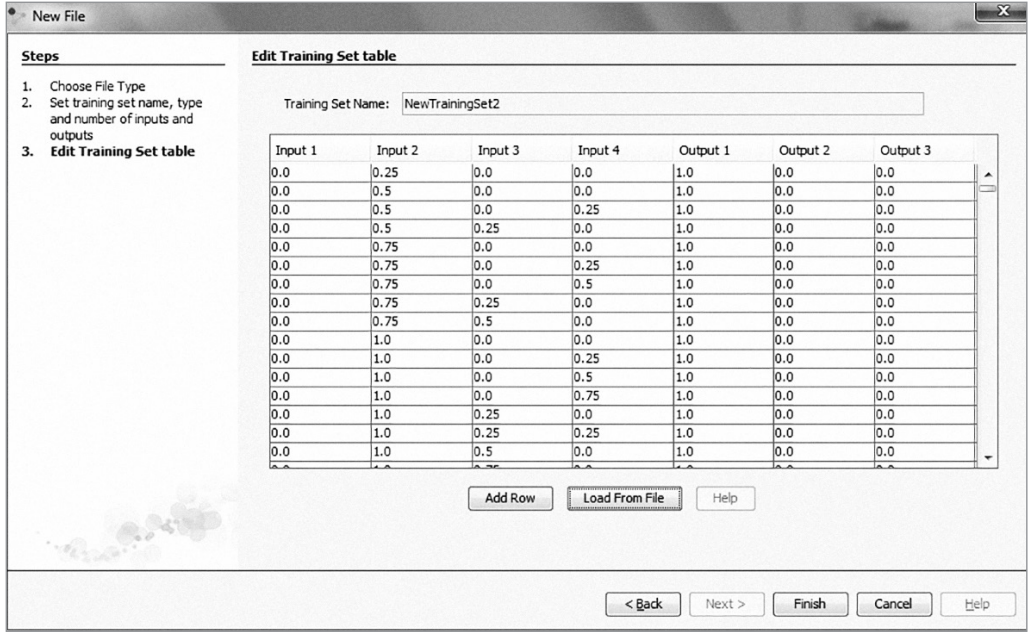 New File
x
Steps
1. Choose File Type
2. Set training set name, type
and number of inputs and
outputs
3. Edit Training Set table
Edit Training Set table
Training Set Name: NewTrainingSet2
Input 1 Input 2 Input 3 Input 4 Output 1 Output 2 Output 3
0.0 0.25 0.0 0.0 1.0 0.0 0.0
0.0 0.5 0.0 0.0 1.0 0.0 0.0
0.0 0.5 0.0 0.25 1.0 0.0 0.0
0.0 0.5 0.25 0.0 1.0 0.0 0.0
0.0 0.75 0.0 0.0 1.0 0.0 0.0
0.0 0.75 0.0 0.25 1.0 0.0 0.0
0.0 0.75 0.0 0.5 1.0 0.0 0.0
0.0 0.75 0.25 0.0 1.0 0.0 0.0
0.0 0.75 0.5 0.0 1.0 0.0 0.0
0.0 1.0 0.0 0.0 1.0 0.0 0.0
0.0 1.0 0.0 0.25 1.0 0.0 0.0
0.0 1.0 0.0 0.5 1.0 0.0 0.0
0.0 1.0 0.0 0.75 1.0 0.0 0.0
0.0 1.0 0.25 0.0 1.0 0.0 0.0
0.0 1.0 0.25 0.25 1.0 0.0 0.0
0.0 1.0 0.5 0.0 1.0 0.0 0.0
Add Row Load From File Help
< Back Next > Finish Cancel Help